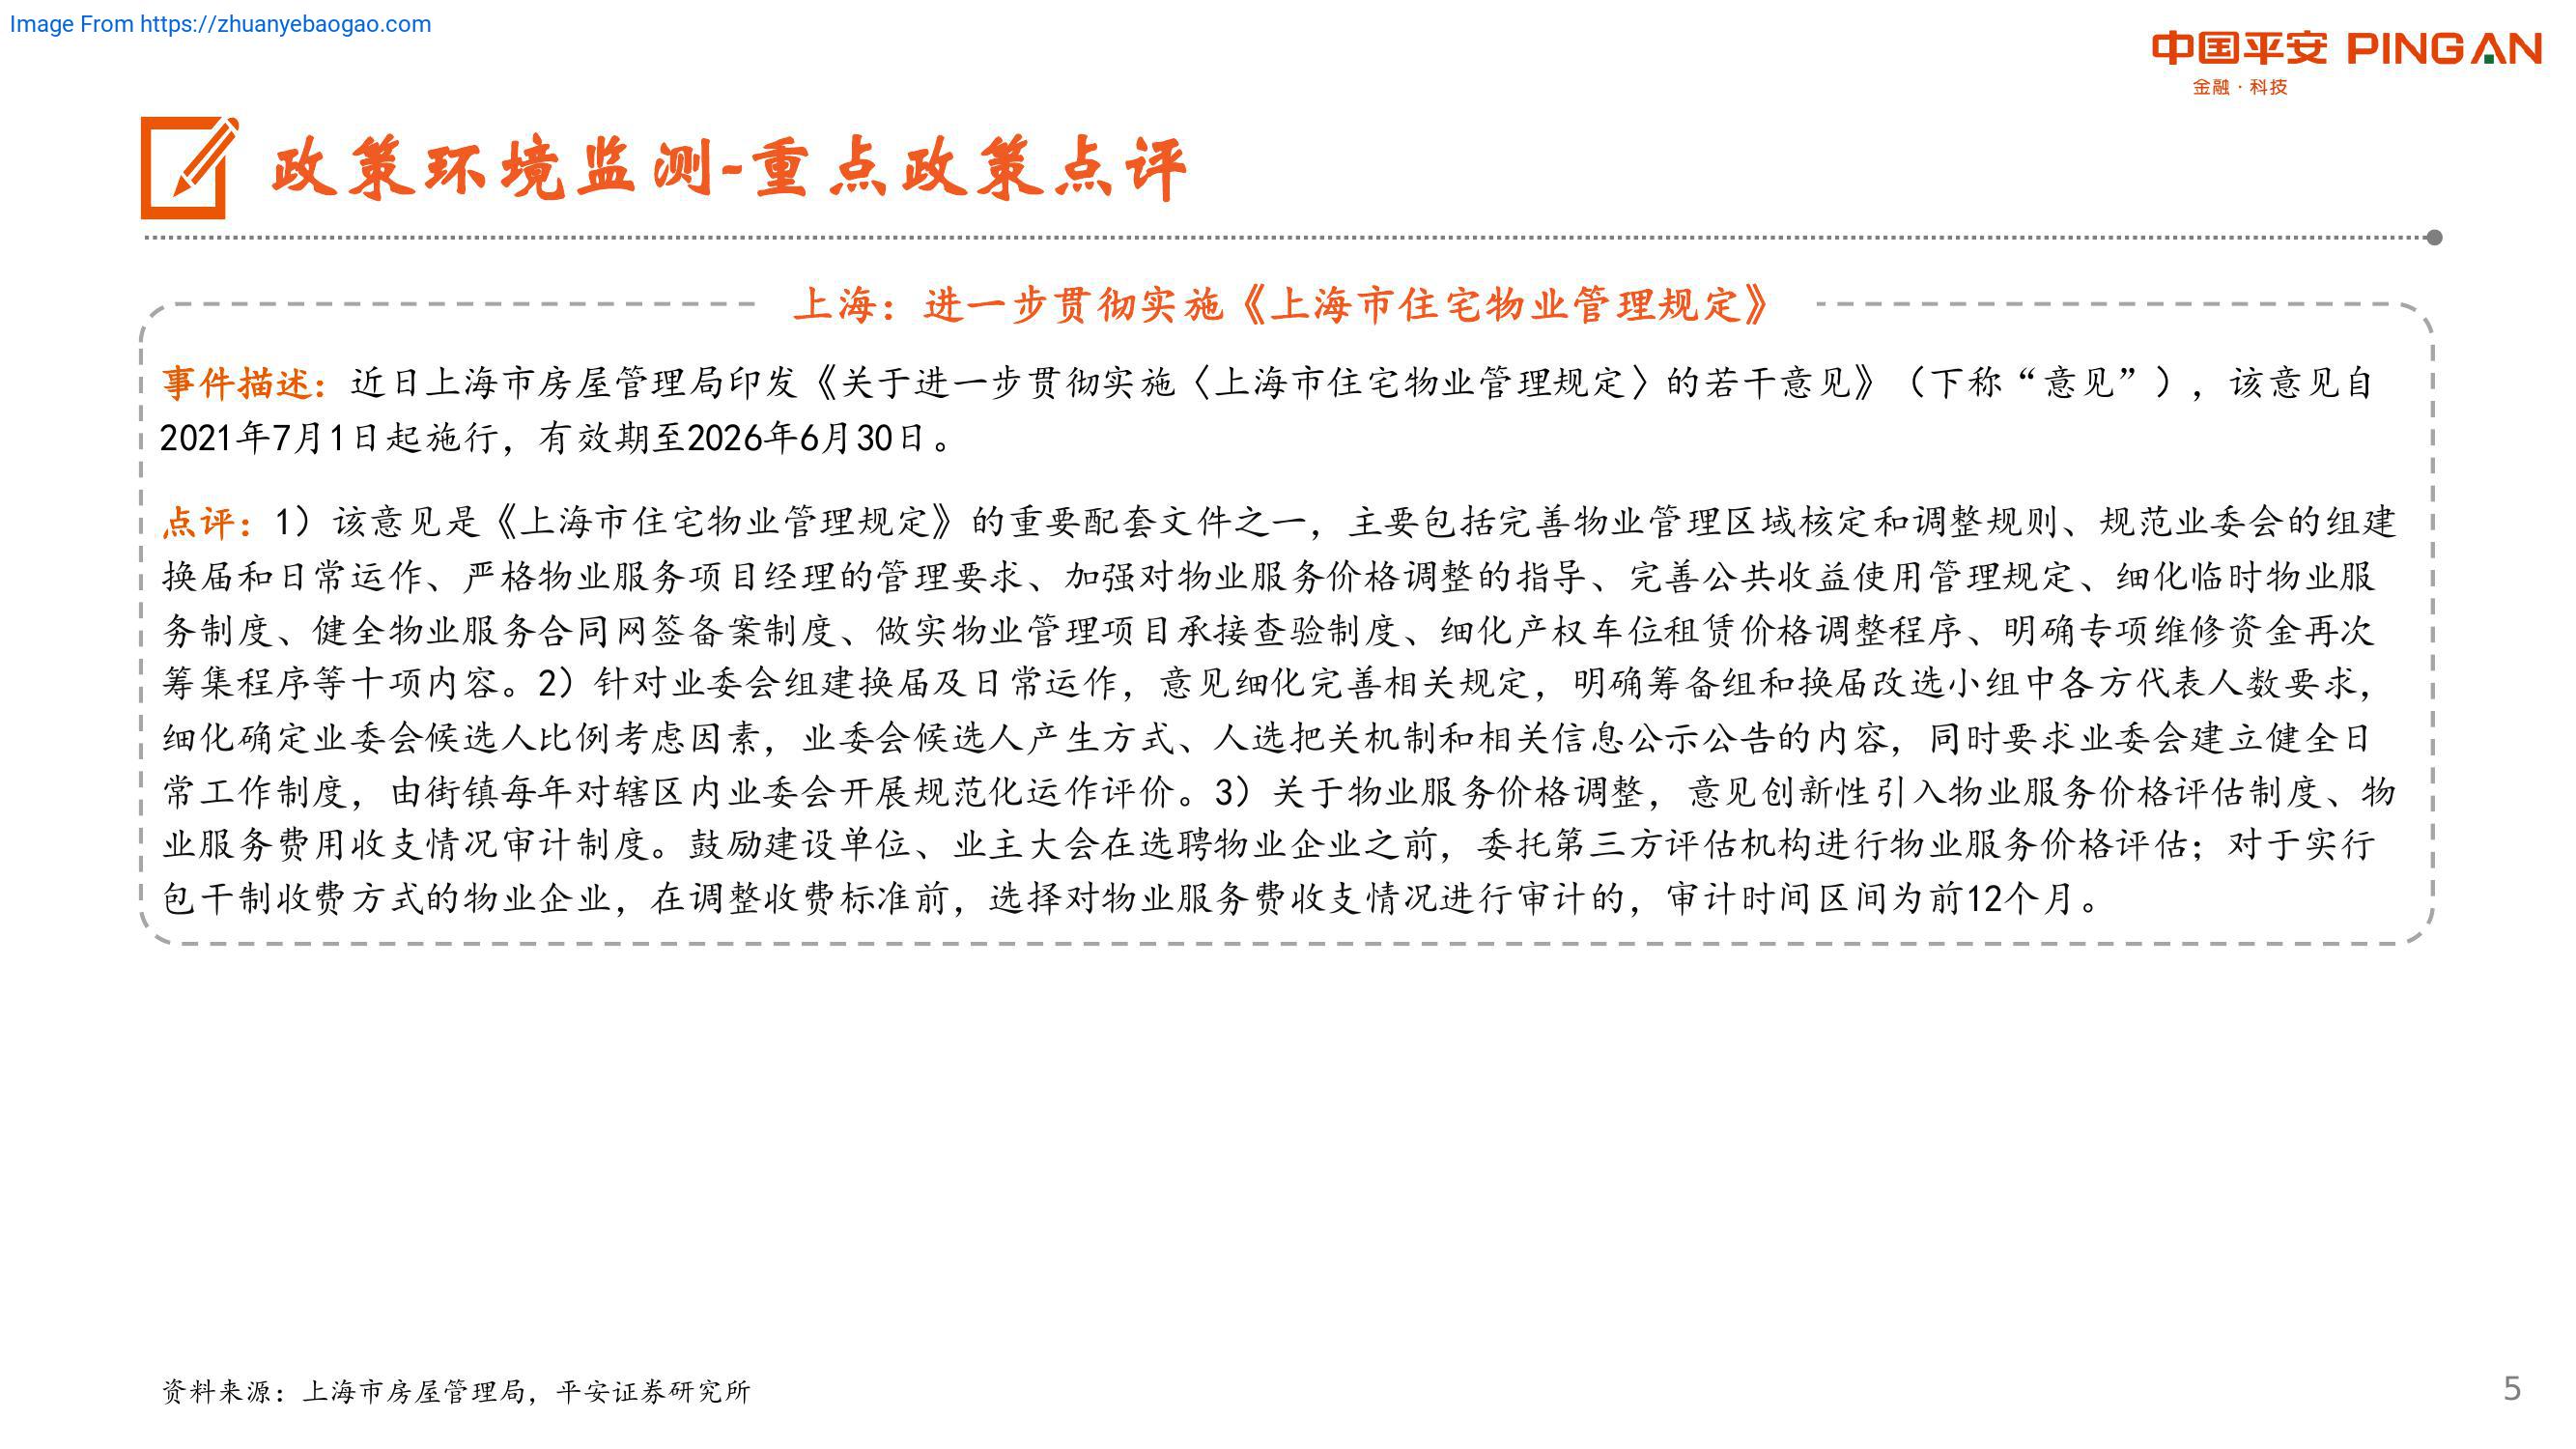 Image From https://zhuanyebaogao.com
中国平安 PINGAN
金融·科技
政策环境监测-重点政策点评
上海：进一步贯彻实施《上海市住宅物业管理规定》
事件描述：近日上海市房屋管理局印发《关于进一步贯彻实施〈上海市住宅物业管理规定〉的若干意见》（下称“意见”），该意见自
2021年7月1日起施行，有效期至2026年6月30日。
点评：1）该意见是《上海市住宅物业管理规定》的重要配套文件之一，主要包括完善物业管理区域核定和调整规则、规范业委会的组建
换届和日常运作、严格物业服务项目经理的管理要求、加强对物业服务价格调整的指导、完善公共收益使用管理规定、细化临时物业服
务制度、健全物业服务合同网签备案制度、做实物业管理项目承接查验制度、细化产权车位租赁价格调整程序、明确专项维修资金再次
筹集程序等十项内容。2）针对业委会组建换届及日常运作，意见细化完善相关规定，明确筹备组和换届改选小组中各方代表人数要求，
细化确定业委会候选人比例考虑因素，业委会候选人产生方式、人选把关机制和相关信息公示公告的内容，同时要求业委会建立健全日
常工作制度，由街镇每年对辖区内业委会开展规范化运作评价。3）关于物业服务价格调整，意见创新性引入物业服务价格评估制度、物
业服务费用收支情况审计制度。鼓励建设单位、业主大会在选聘物业企业之前，委托第三方评估机构进行物业服务价格评估；对于实行
包干制收费方式的物业企业，在调整收费标准前，选择对物业服务费收支情况进行审计的，审计时间区间为前12个月。
资料来源：上海市房屋管理局，平安证券研究所
5